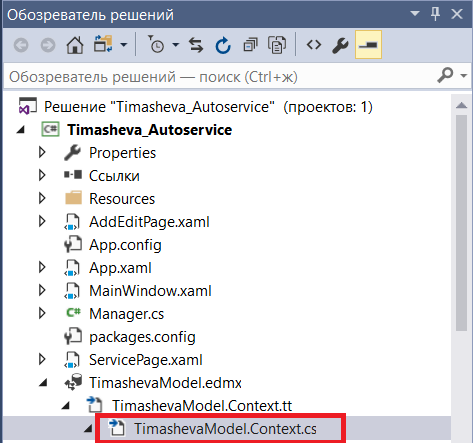 Обозреватель решений
Обозреватель решений — поиск (Ctrl+ж)
Решение "Timasheva_Autoservice" (проектов: 1)
C# Timasheva_Autoservice
Properties
Ссылки
Resources
AddEditPage.xaml
App.config
App.xaml
MainWindow.xaml
C# Manager.cs
packages.config
ServicePage.xaml
TimashevaModel.edmx
TimashevaModel.Context.tt
TimashevaModel.Context.cs